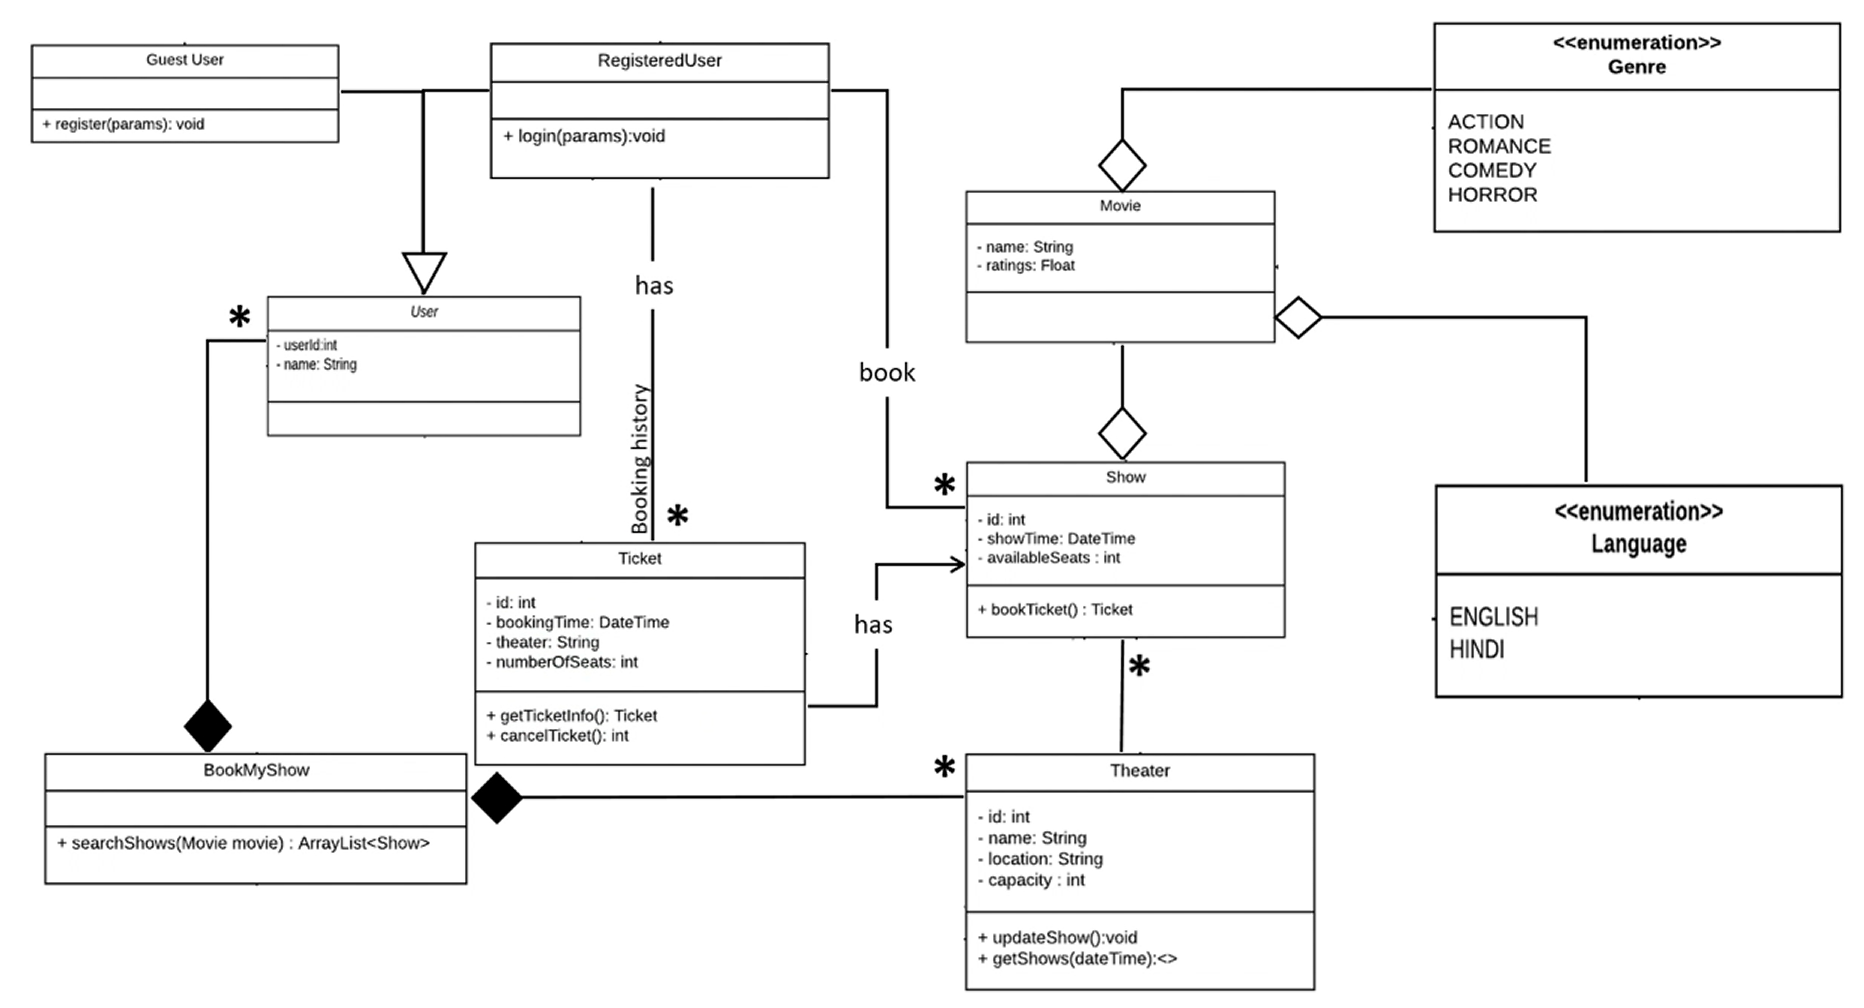 Guest User
+ register(params): void
RegisteredUser
+ login(params):void
<<enumeration>>
Genre
ACTION
ROMANCE
COMEDY
HORROR
Movie
- name: String
- ratings: Float
has
*
User
- userId:int
- name: String
book
Booking history
*
*
Show
- id: int
- showTime: DateTime
- availableSeats : int
+ bookTicket() : Ticket
<<enumeration>>
Language
ENGLISH
HINDI
Ticket
- id: int
- bookingTime: DateTime
- theater: String
- numberOfSeats: int
+ getTicketInfo(): Ticket
+ cancelTicket(): int
has
*
BookMyShow
+ searchShows(Movie movie) : ArrayList<Show>
*
Theater
- id: int
- name: String
- location: String
- capacity : int
+ updateShow():void
+ getShows(dateTime):<>